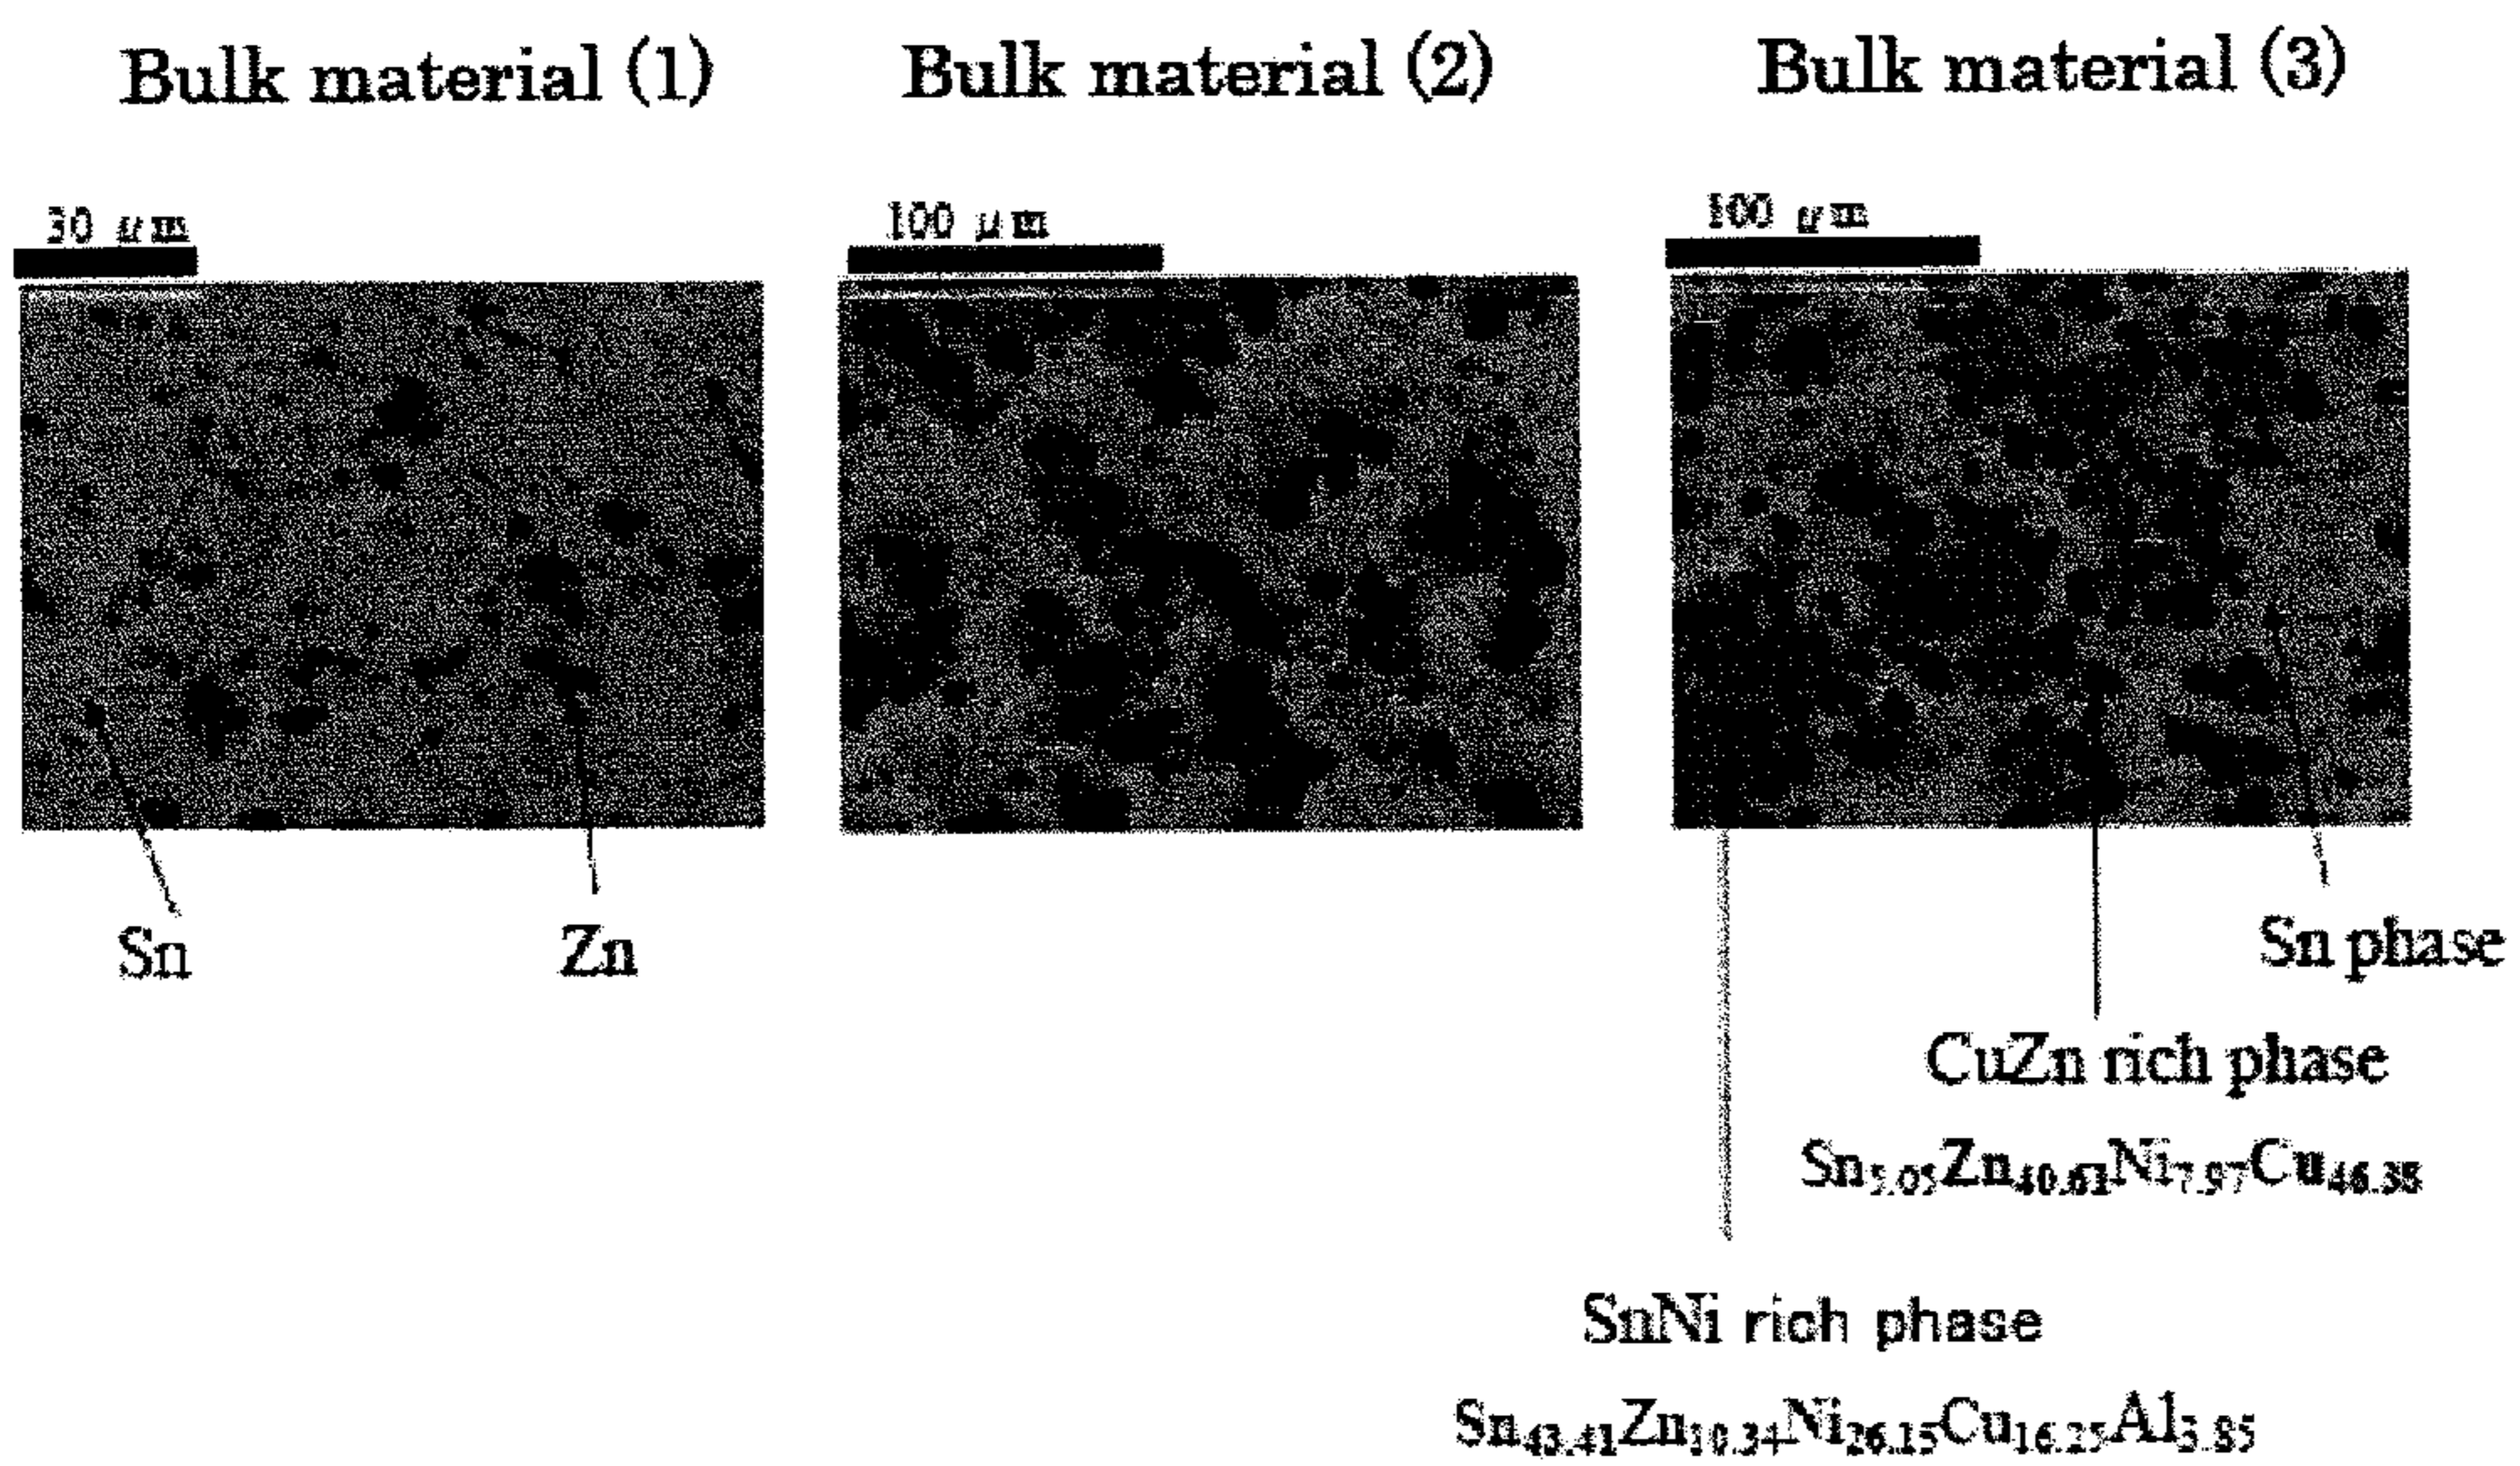 Bulk material (1)
Bulk material (2)
Bulk material (3)
30 μm
100 μm
100 μm
Sn
Zn
Sn phase
CuZn rich phase
Sn5.05Zn40.61Ni7.97Cu46.38
SnNi rich phase
Sn43.41Zn10.34Ni26.15Cu16.25Al3.85